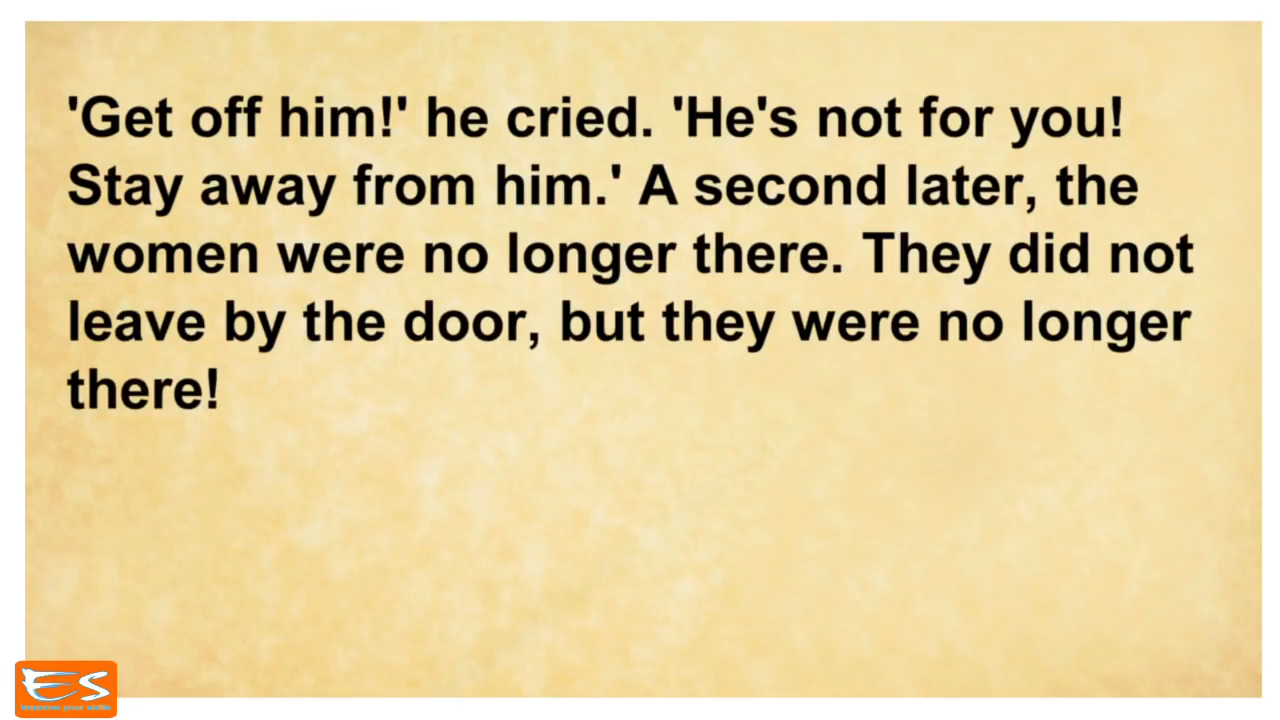 'Get off him!' he cried. 'He's not for you!
Stay away from him.' A second later, the
women were no longer there. They did not
leave by the door, but they were no longer
there!
ES